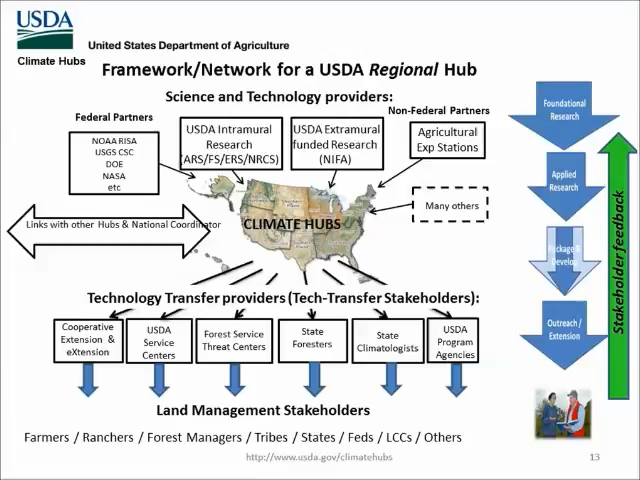 USDA
United States Department of Agriculture
Climate Hubs
Framework/Network for a USDA Regional Hub
Science and Technology providers:
Federal Partners
Non-Federal Partners
NOAA RISA
USGS CSC
DOE
NASA
etc
USDA Intramural
Research
(ARS/FS/ERS/NRCS)
USDA Extramural
funded Research
(NIFA)
Agricultural
Exp Stations
Many others
Links with other Hubs & National Coordinator
CLIMATE HUBS
Technology Transfer providers (Tech-Transfer Stakeholders):
Cooperative
Extension &
eXtension
USDA
Service
Centers
Forest Service
Threat Centers
State
Foresters
State
Climatologists
USDA
Program
Agencies
Land Management Stakeholders
Farmers / Ranchers / Forest Managers / Tribes / States / Feds / LCCs / Others
Foundational
Research
Applied
Research
Package &
Develop
Outreach /
Extension
Stakeholder feedback
http://www.usda.gov/climatehubs
13